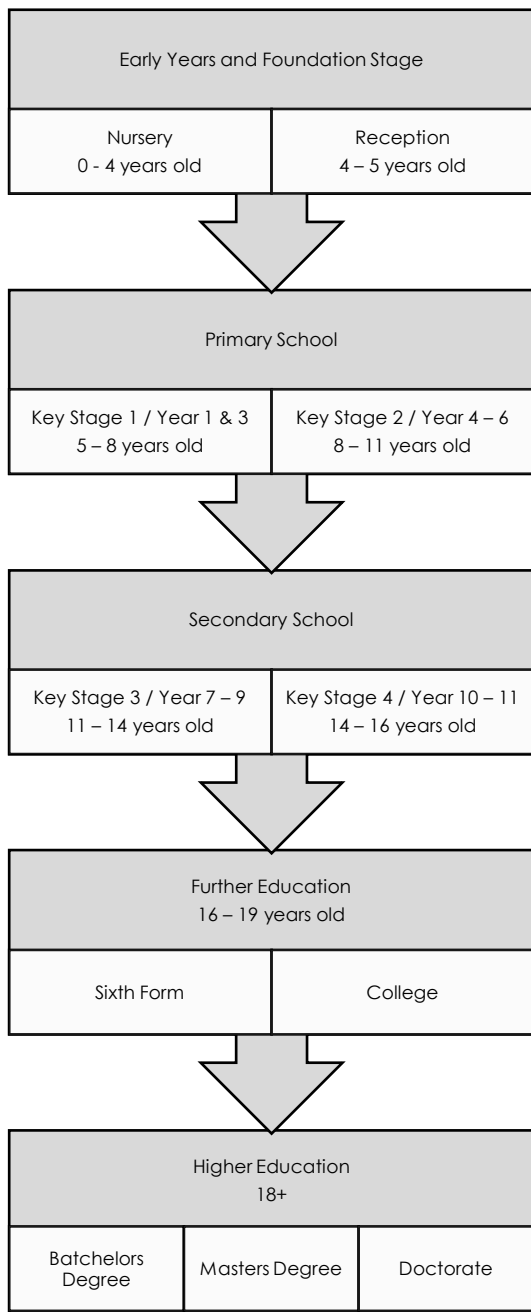 Early Years and Foundation Stage
Nursery
0 - 4 years old
Reception
4 – 5 years old
Primary School
Key Stage 1 / Year 1 & 3
5 – 8 years old
Key Stage 2 / Year 4 – 6
8 – 11 years old
Secondary School
Key Stage 3 / Year 7 – 9
11 – 14 years old
Key Stage 4 / Year 10 – 11
14 – 16 years old
Further Education
16 – 19 years old
Sixth Form
College
Higher Education
18+
Batchelors
Degree
Masters Degree
Doctorate